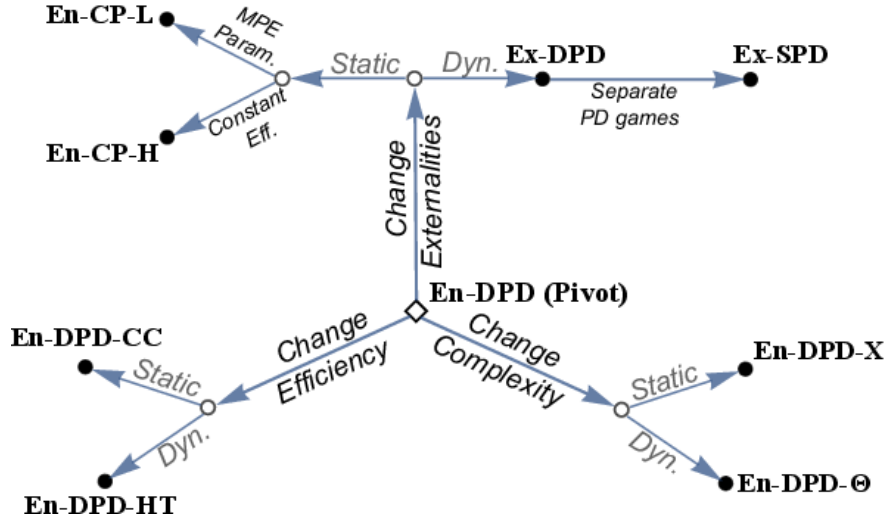 En-CP-L
MPE
Param.
Static
Dyn.
Ex-DPD
Ex-SPD
Constant
Eff.
Separate
PD games
En-CP-H
Change
Externalities
En-DPD (Pivot)
Change
Efficiency
Change
Complexity
En-DPD-CC
Static
Dyn.
En-DPD-HT
En-DPD-X
Static
Dyn.
En-DPD-Θ